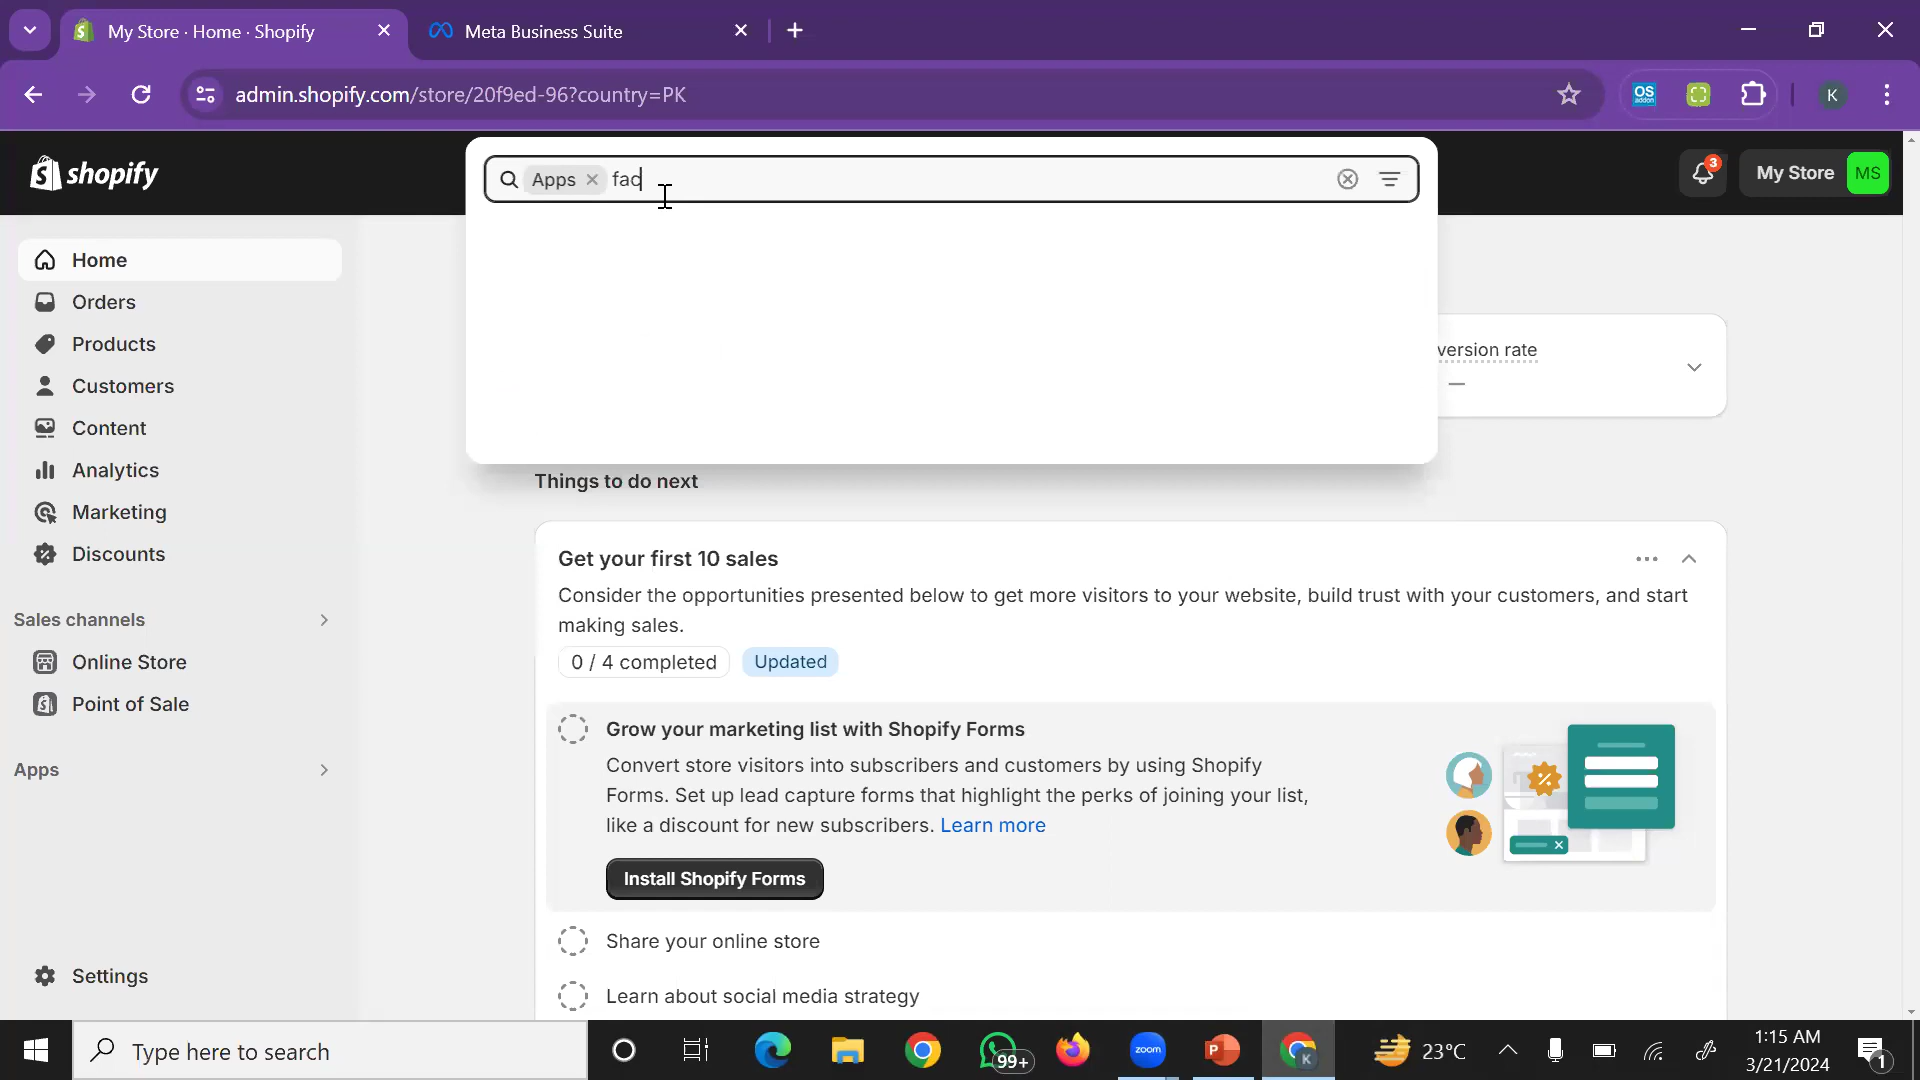 My Store · Home · Shopify
Meta Business Suite
admin.shopify.com/store/20f9ed-96?country=PK
OS
addon
K
shopify
Apps
fac
3
My Store
MS
Home
Orders
Products
Customers
Content
Analytics
Marketing
Discounts
Sales channels
Online Store
Point of Sale
Apps
Settings
version rate
—
Things to do next
Get your first 10 sales
Consider the opportunities presented below to get more visitors to your website, build trust with your customers, and start
making sales.
0 / 4 completed
Updated
Grow your marketing list with Shopify Forms
Convert store visitors into subscribers and customers by using Shopify
Forms. Set up lead capture forms that highlight the perks of joining your list,
like a discount for new subscribers. Learn more
Install Shopify Forms
Share your online store
Learn about social media strategy
Type here to search
99+
zoom
P
K
23°C
1:15 AM
3/21/2024
1